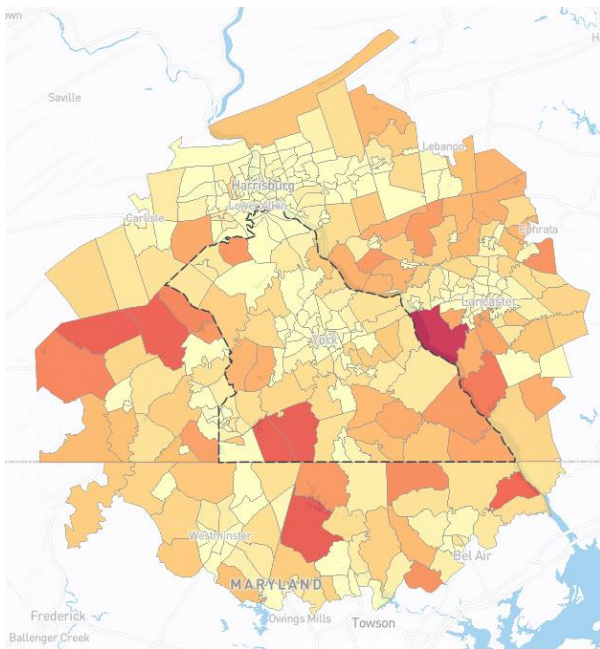 own
H
Saville
Lebanon
Harrisburg
Lower Allen
Carlisle
Ephrata
Lancaster
York
Westminster
Bel Air
MARYLAND
Frederick
Owings Mills
Towson
Ballenger Creek